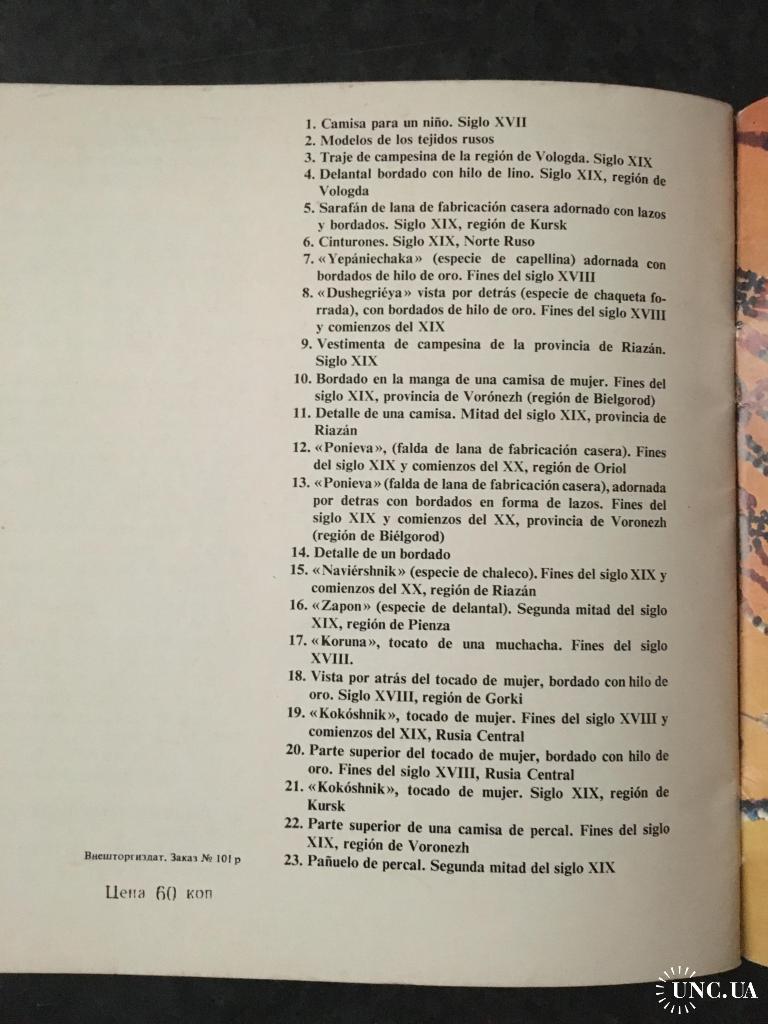 1. Camisa para un niño. Siglo XVII
2. Modelos de los tejidos rusos
3. Traje de campesina de la región de Vologda. Siglo XIX
4. Delantal bordado con hilo de lino. Siglo XIX, región de
Vologda
5. Sarafán de lana de fabricación casera adornado con lazos
y bordados. Siglo XIX, región de Kursk
6. Cinturones. Siglo XIX, Norte Ruso
7. «Yepániechaka» (especie de capellina) adornada con
bordados de hilo de oro. Fines del siglo XVIII
8. «Dushegriéya» vista por detrás (especie de chaqueta fo-
rrada), con bordados de hilo de oro. Fines del siglo XVIII
y comienzos del XIX
9. Vestimenta de campesina de la provincia de Riazán.
Siglo XIX
10. Bordado en la manga de una camisa de mujer. Fines del
siglo XIX, provincia de Vorónezh (región de Bielgorod)
11. Detalle de una camisa. Mitad del siglo XIX, provincia de
Riazán
12. «Ponieva», (falda de lana de fabricación casera). Fines
del siglo XIX y comienzos del XX, región de Oriol
13. «Ponieva» (falda de lana de fabricación casera), adornada
por detras con bordados en forma de lazos. Fines del
siglo XIX y comienzos del XX, provincia de Voronezh
(región de Biélgorod)
14. Detalle de un bordado
15. «Naviérshnik» (especie de chaleco). Fines del siglo XIX y
comienzos del XX, región de Riazán
16. «Zapon» (especie de delantal). Segunda mitad del siglo
XIX, región de Pienza
17. «Koruna», tocato de una muchacha. Fines del siglo
XVIII.
18. Vista por atrás del tocado de mujer, bordado con hilo de
oro. Siglo XVIII, región de Gorki
19. «Kokóshnik», tocado de mujer. Fines del siglo XVIII y
comienzos del XIX, Rusia Central
20. Parte superior del tocado de mujer, bordado con hilo de
oro. Fines del siglo XVIII, Rusia Central
21. «Kokóshnik», tocado de mujer. Siglo XIX, región de
Kursk
22. Parte superior de una camisa de percal. Fines del siglo
XIX, región de Voronezh
23. Pañuelo de percal. Segunda mitad del siglo XIX
Внешторгиздат. Заказ № 101 р
Цена 60 коп
UNC.UA